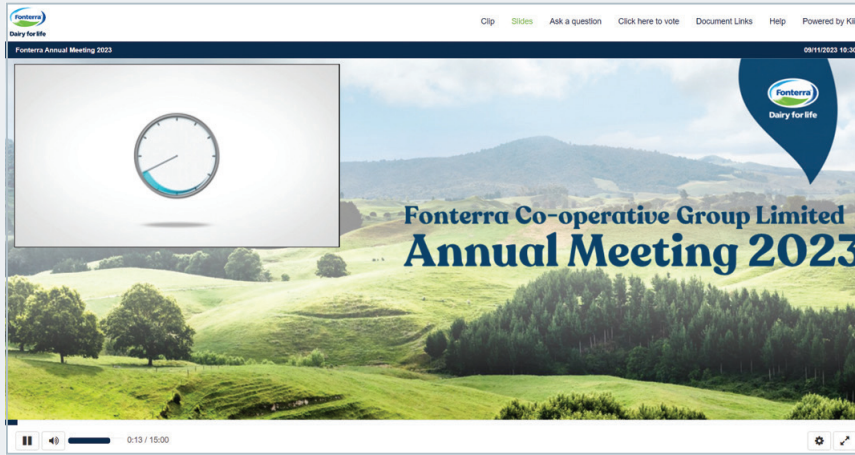 Fonterra
Dairy for life
Clip Slides Ask a question Click here to vote Document Links Help Powered by
Fonterra Annual Meeting 2023 09/11/2023
Fonterra
Dairy for life
Fonterra Co-operative Group Limited
Annual Meeting 2023
0:13 / 15:00